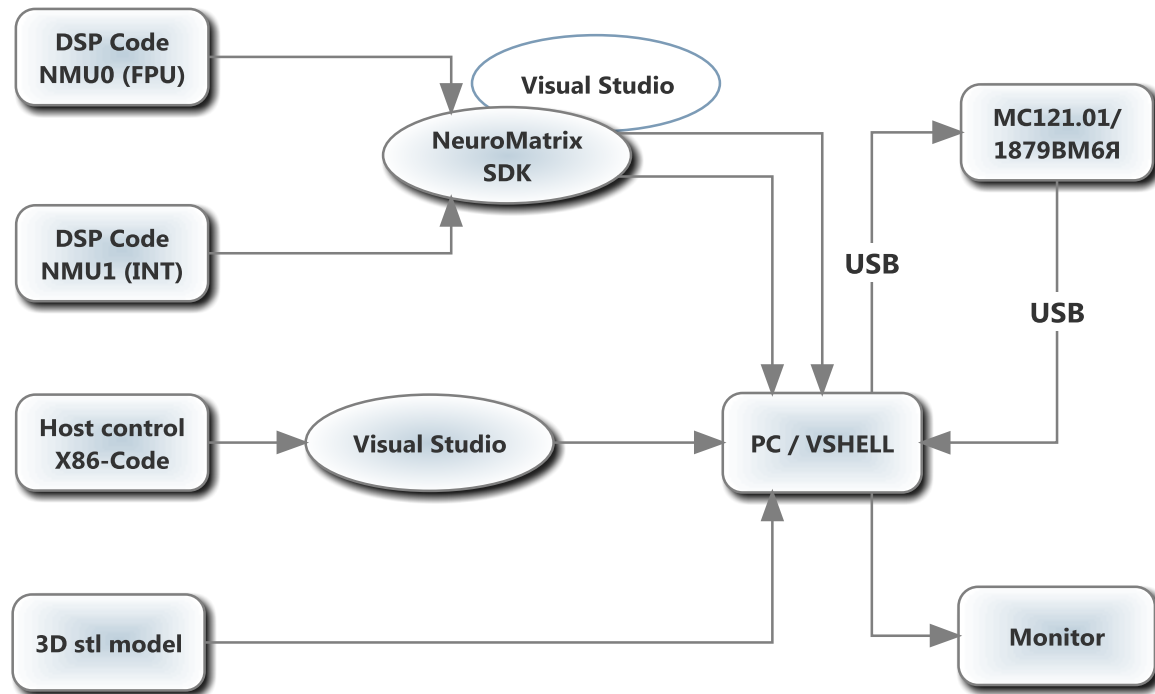 DSP Code
NMU0 (FPU)
Visual Studio
NeuroMatrix
SDK
MC121.01/
1879ВМ6Я
DSP Code
NMU1 (INT)
USB
USB
Host control
X86-Code
Visual Studio
PC / VSHELL
3D stl model
Monitor